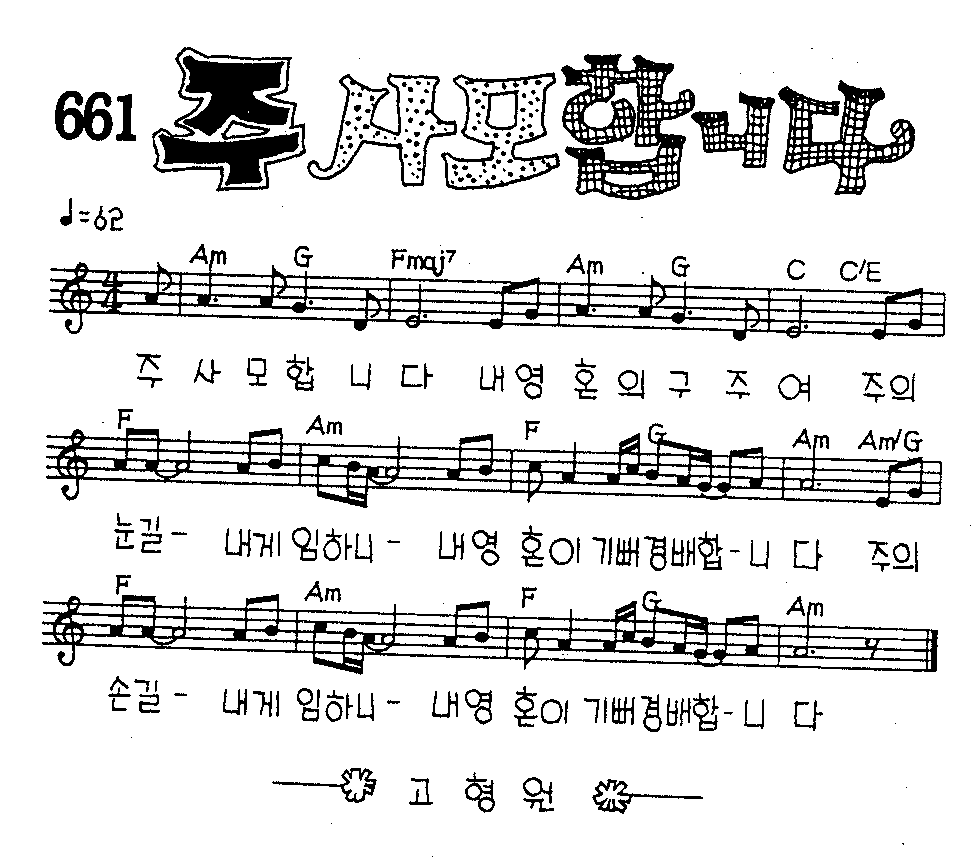 661 주 사모합니다
♩=62
Am G Fmaj7 Am G C C/E
4/4
주 사 모 합 니 다 내 영 혼 의 구 주 여 주의
F Am F G Am Am/G
눈길 - 내게 임하니 - 내영 혼이 기뻐경배합-니 다 주의
F Am F G Am
손길 - 내게 임하니 - 내영 혼이 기뻐경배합-니 다
고 형 원